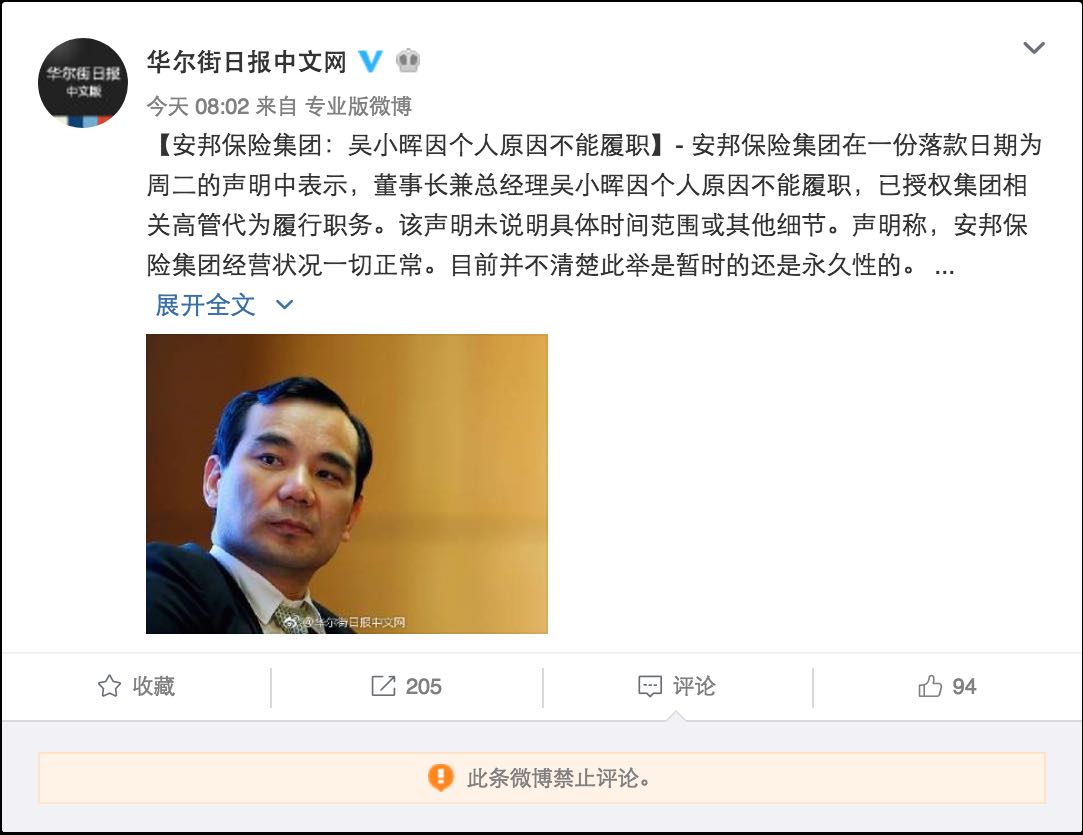 华尔街日报
中文版
华尔街日报中文网
今天 08:02 来自 专业版微博
【安邦保险集团：吴小晖因个人原因不能履职】- 安邦保险集团在一份落款日期为
周二的声明中表示，董事长兼总经理吴小晖因个人原因不能履职，已授权集团相
关高管代为履行职务。该声明未说明具体时间范围或其他细节。声明称，安邦保
险集团经营状况一切正常。目前并不清楚此举是暂时的还是永久性的。 ...
展开全文
@华尔街日报中文网
收藏
205
评论
94
此条微博禁止评论。